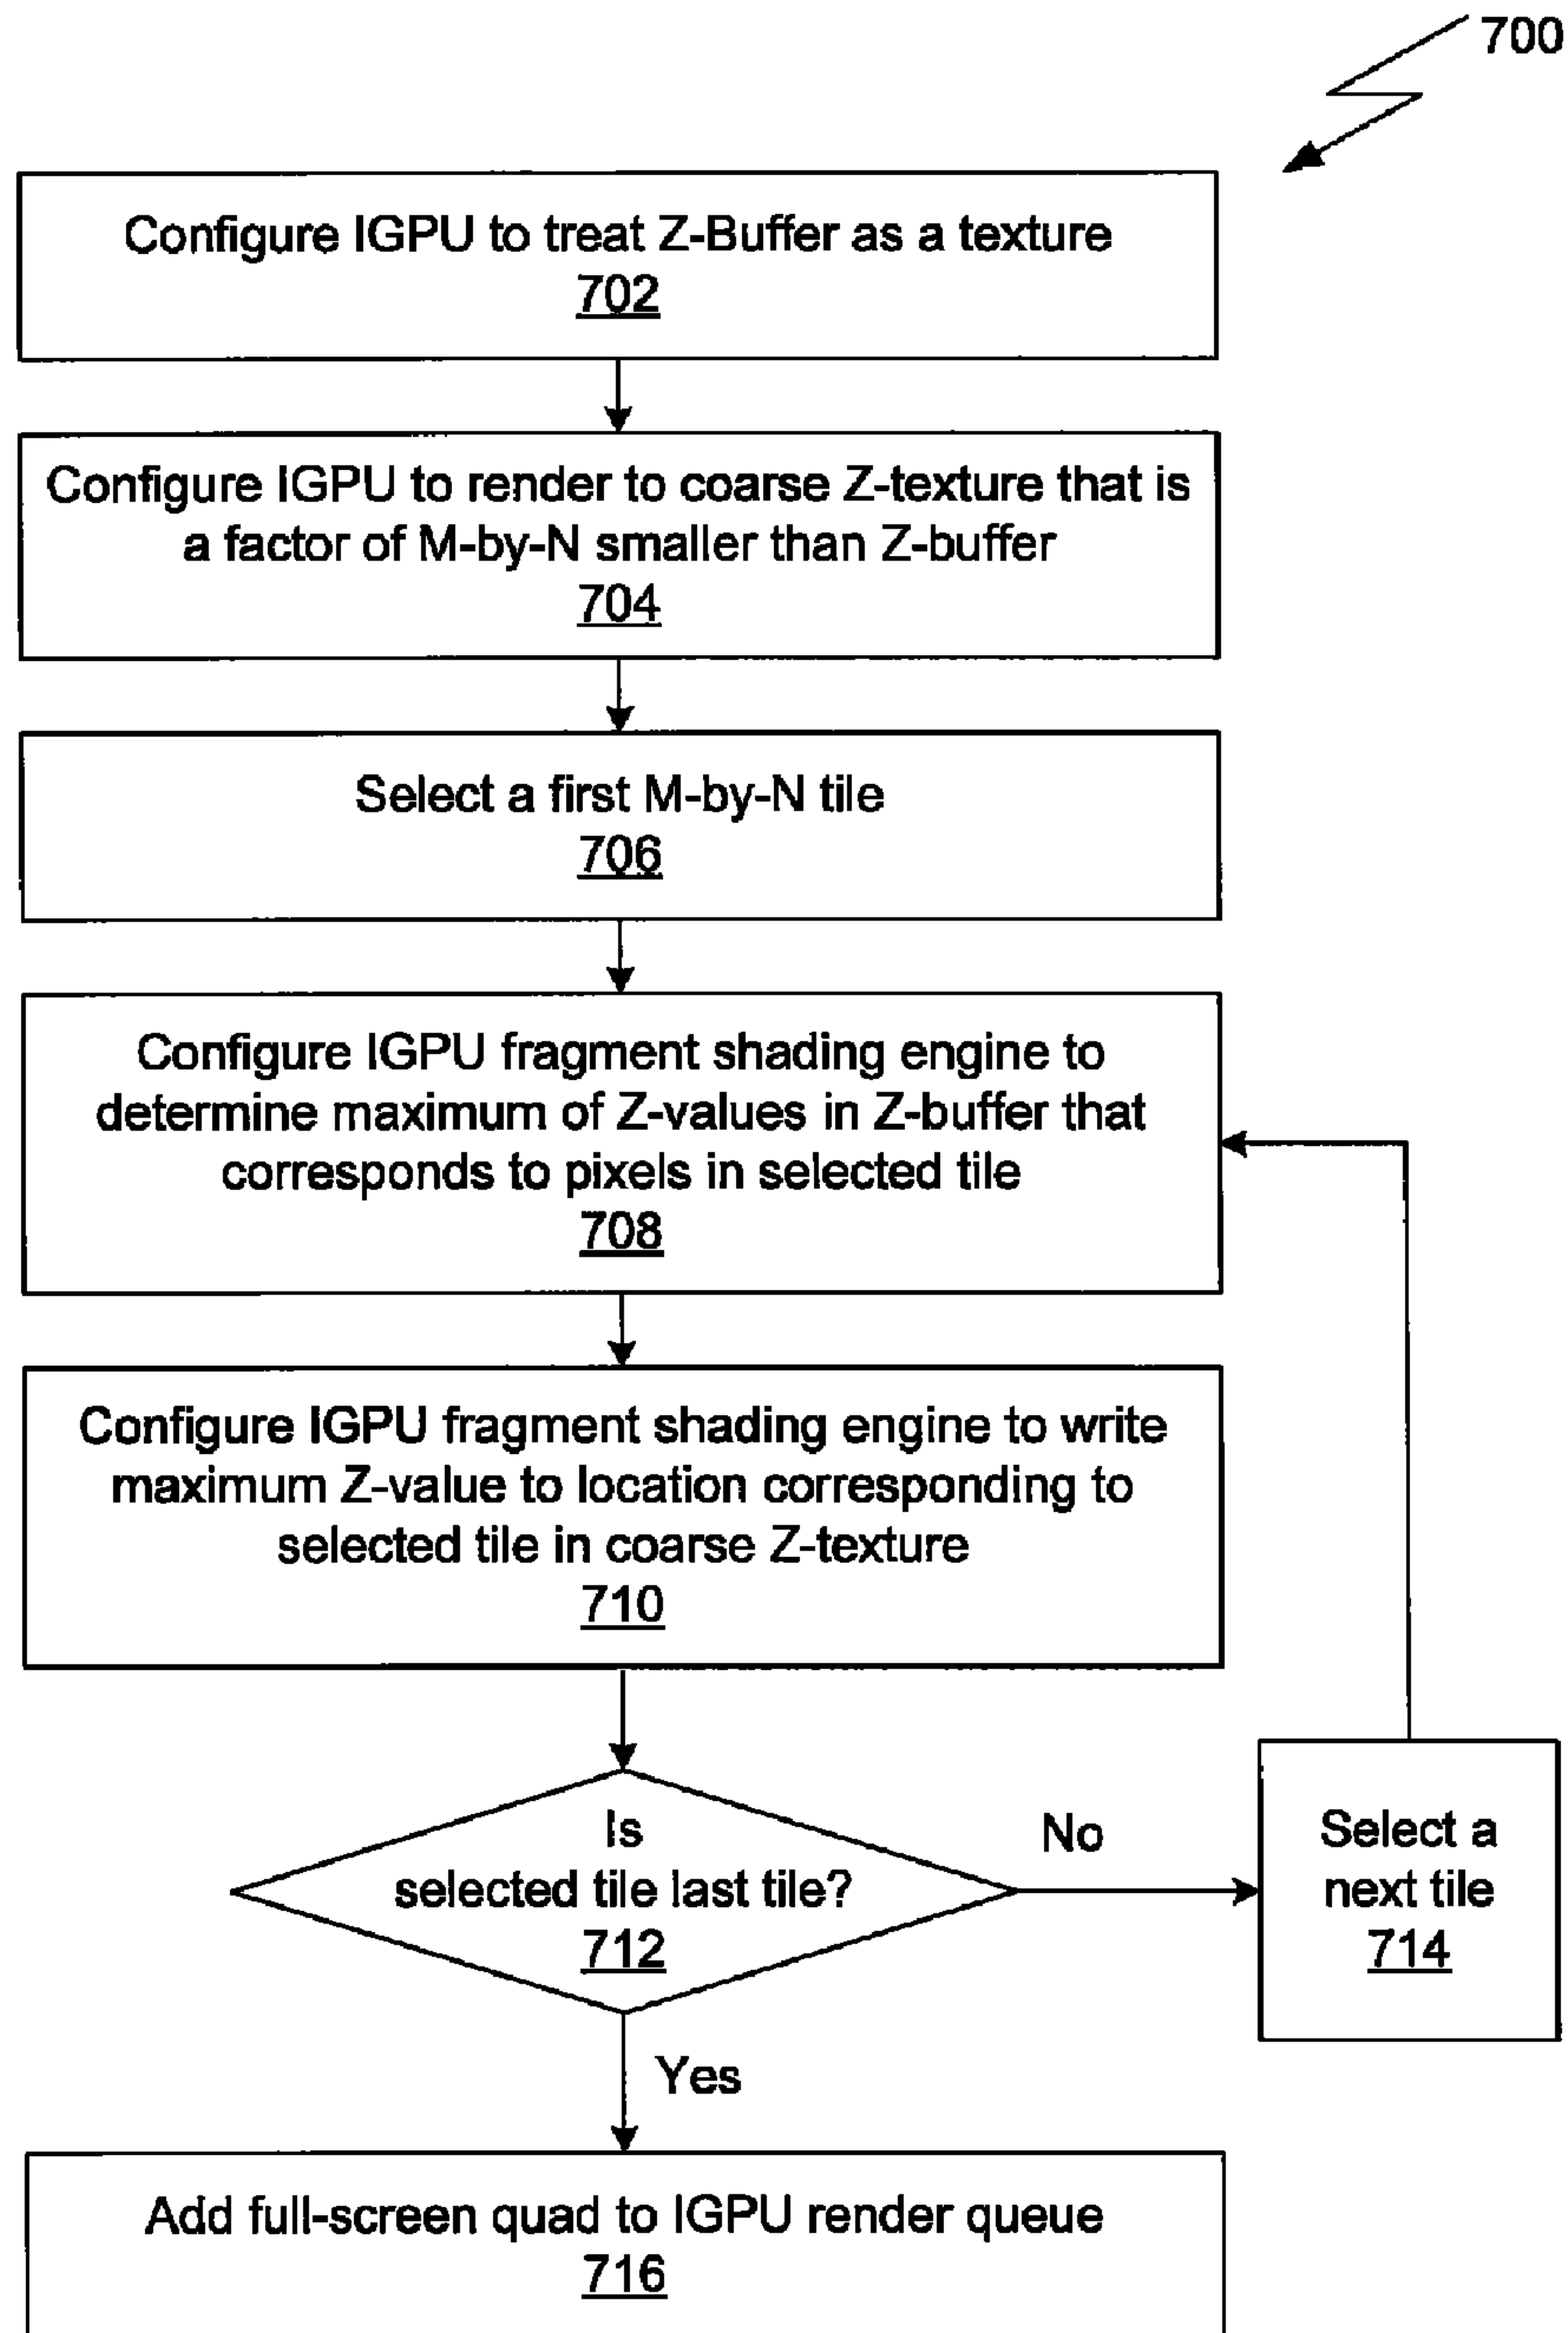 700
Configure IGPU to treat Z-Buffer as a texture
702
Configure IGPU to render to coarse Z-texture that is
a factor of M-by-N smaller than Z-buffer
704
Select a first M-by-N tile
706
Configure IGPU fragment shading engine to
determine maximum of Z-values in Z-buffer that
corresponds to pixels in selected tile
708
Configure IGPU fragment shading engine to write
maximum Z-value to location corresponding to
selected tile in coarse Z-texture
710
Is
selected tile last tile?
712
No
Select a
next tile
714
Yes
Add full-screen quad to IGPU render queue
716